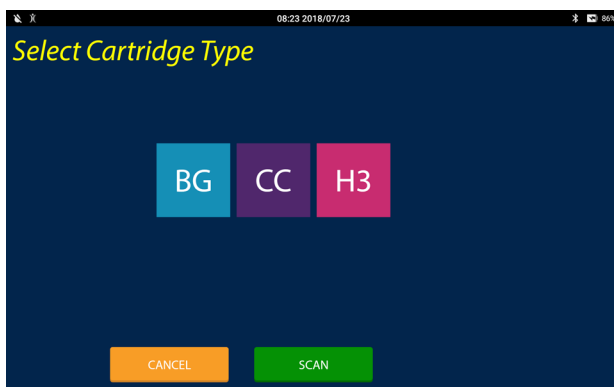 08:23 2018/07/23 86%
Select Cartridge Type
BG CC H3
CANCEL SCAN